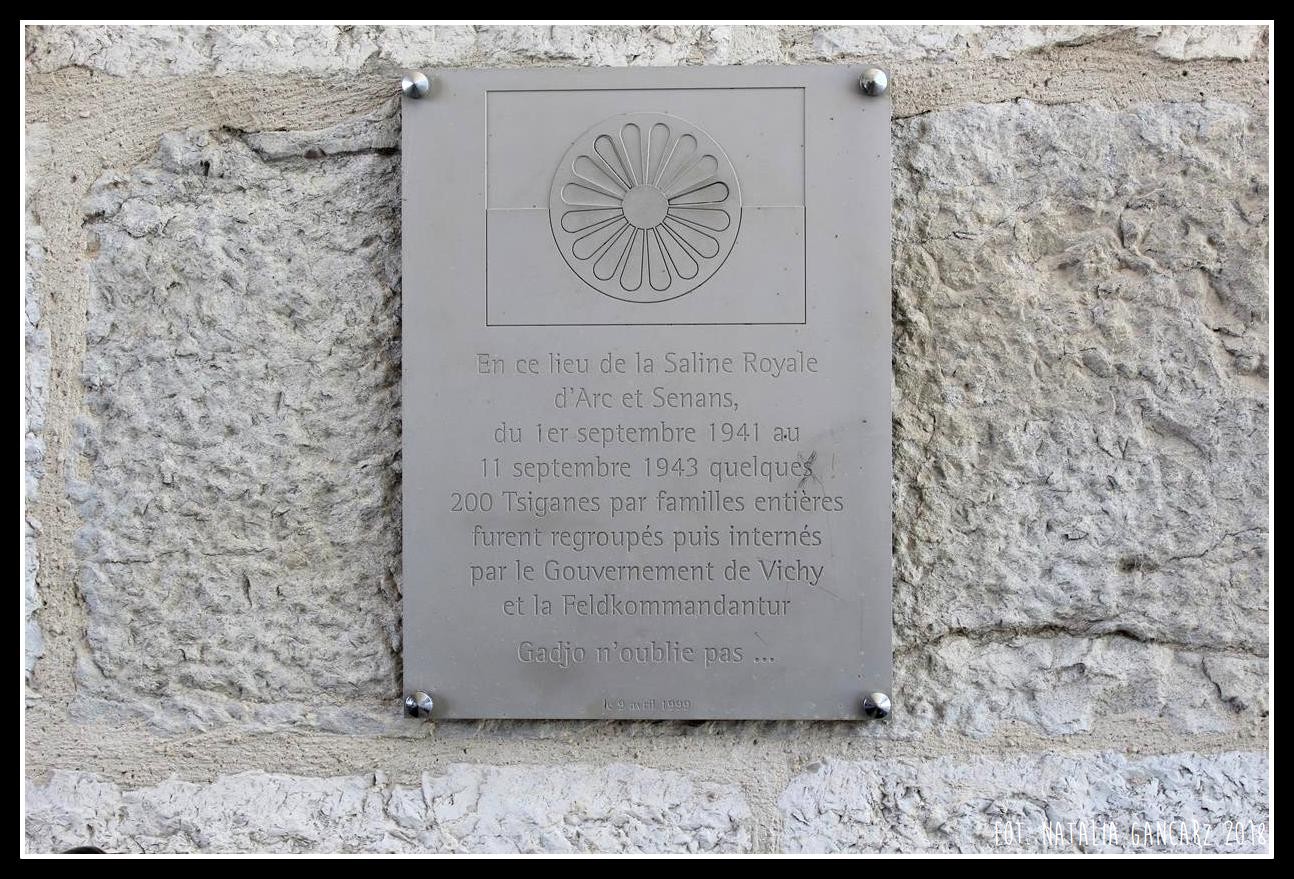 En ce lieu de la Saline Royale
d'Arc et Senans,
du 1er septembre 1941 au
11 septembre 1943 quelques
200 Tsiganes par familles entières
furent regroupés puis internés
par le Gouvernement de Vichy
et la Feldkommandantur
Gadjo n'oublie pas ...
le 9 avril 1999
FOT. NATALIA GANCARZ 2018